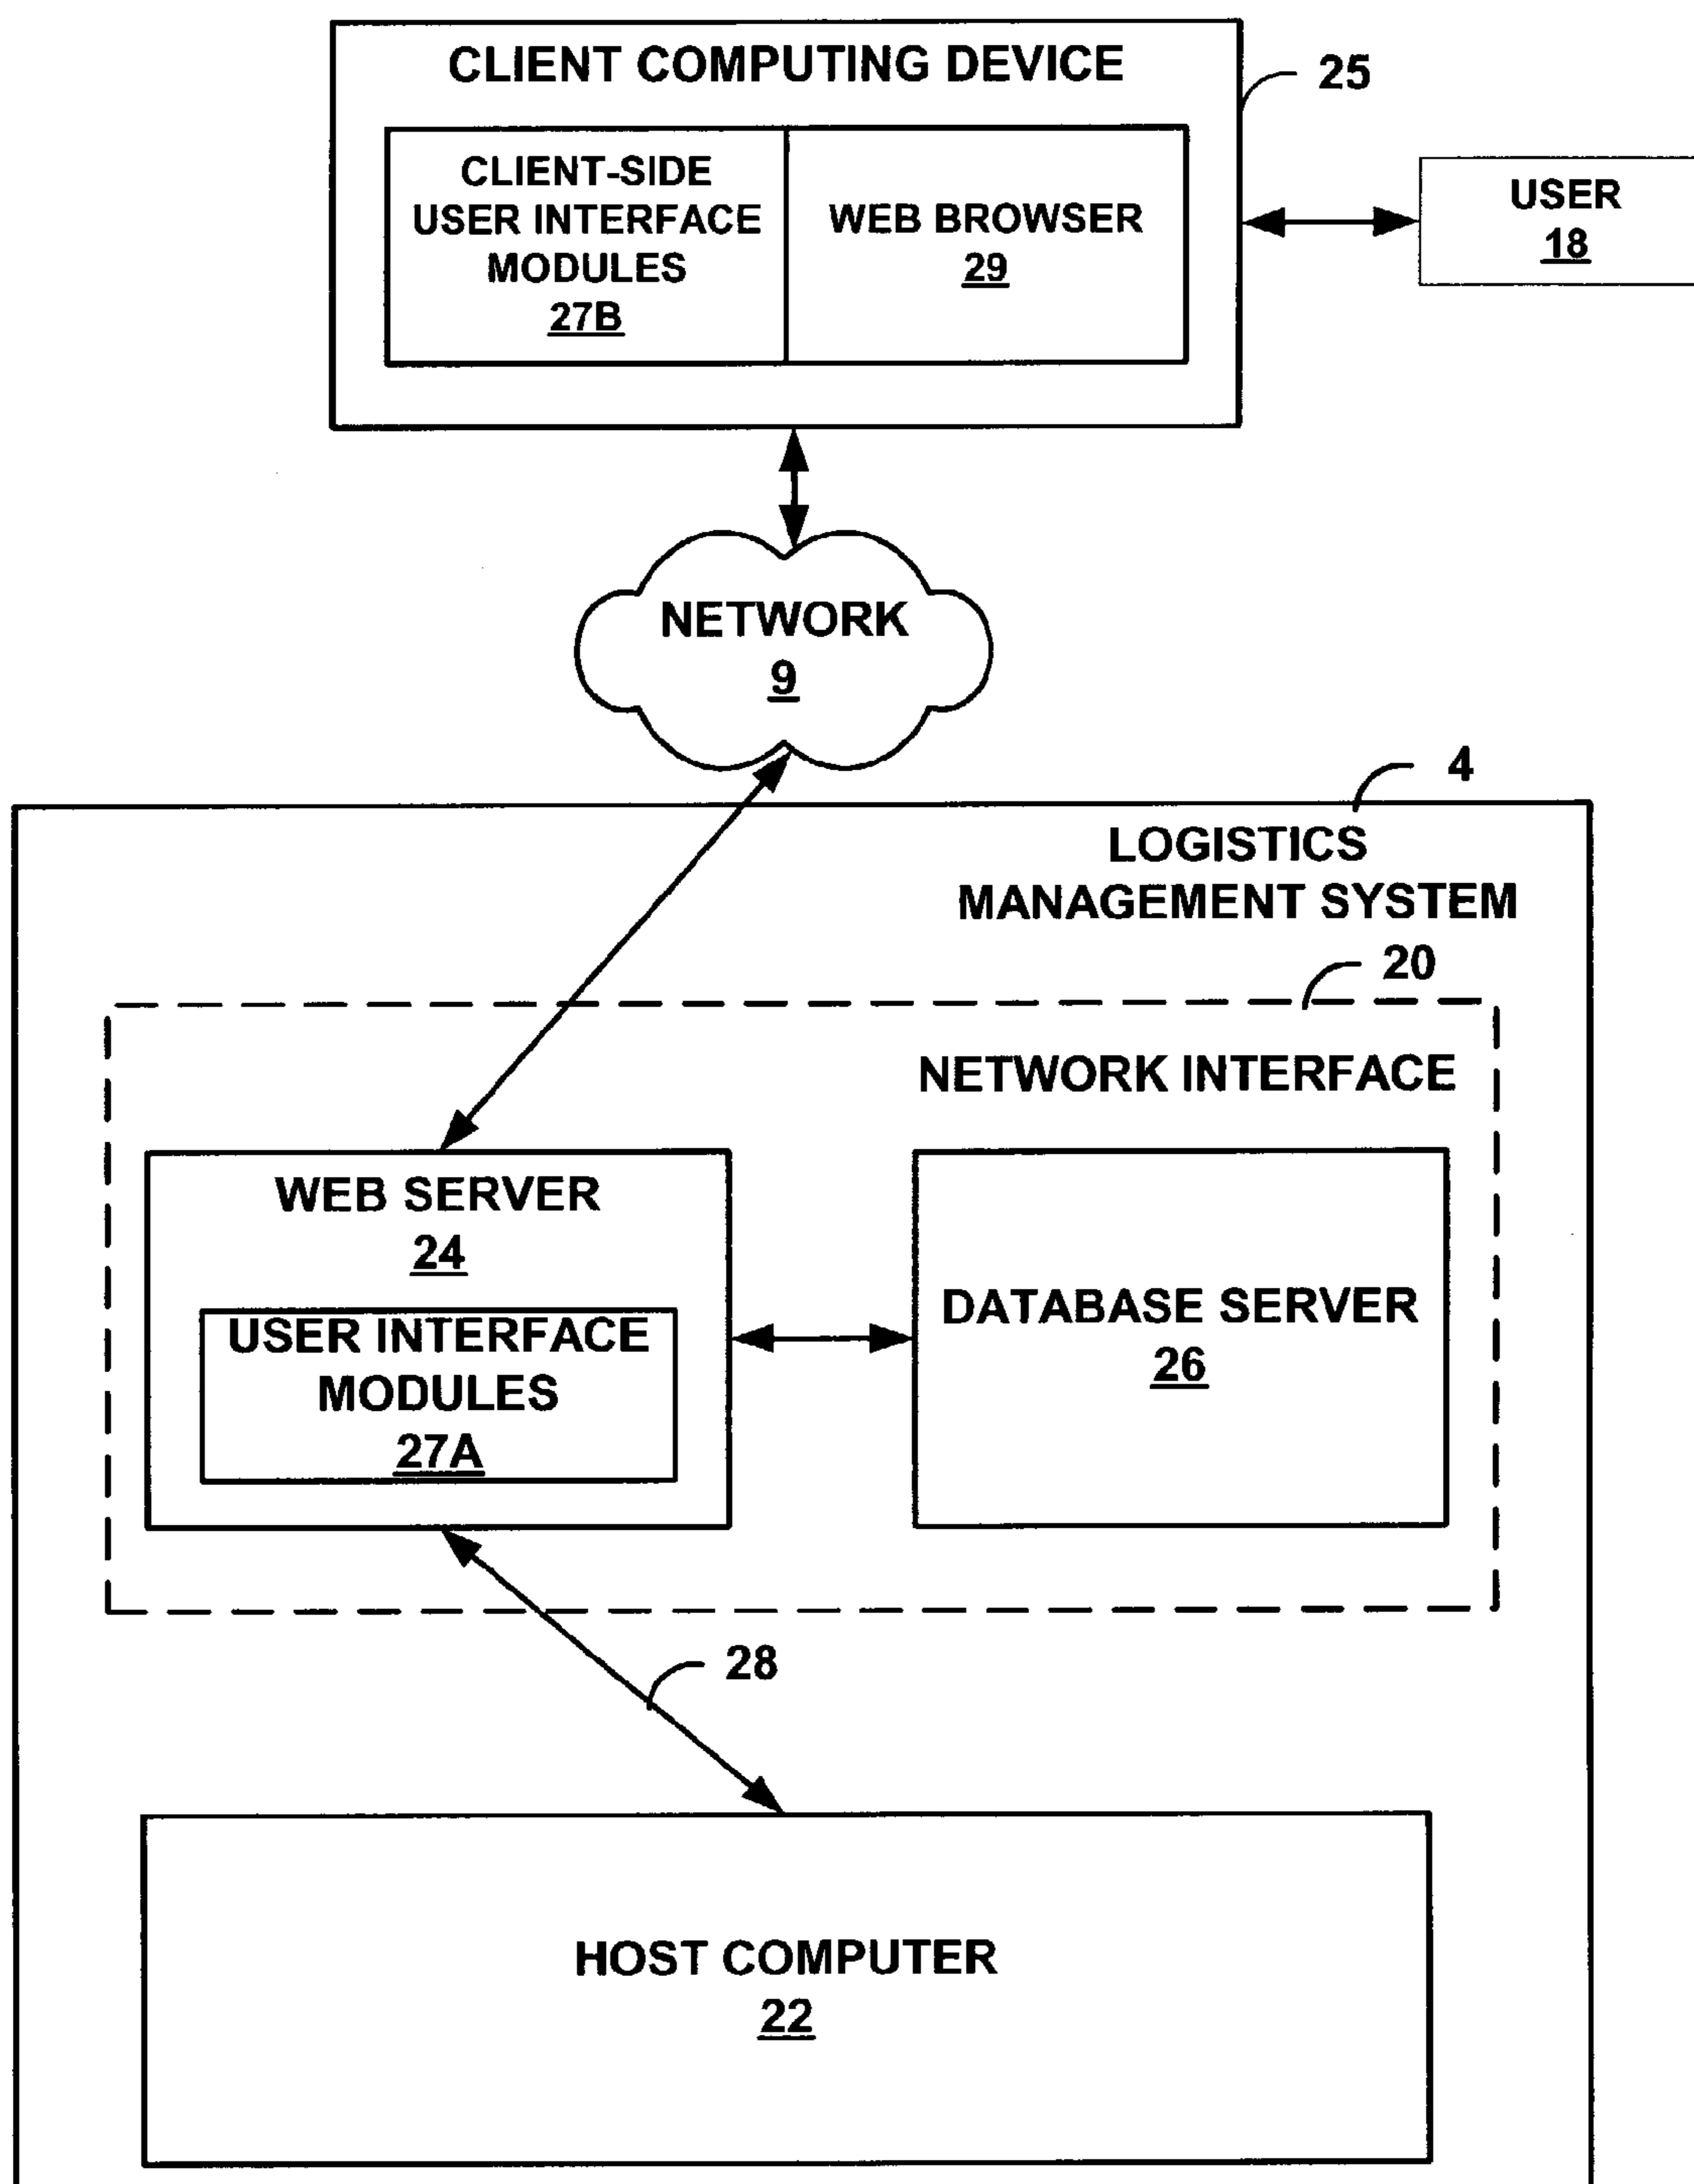 CLIENT COMPUTING DEVICE
25
CLIENT-SIDE
USER INTERFACE
MODULES
27B
WEB BROWSER
29
USER
18
NETWORK
9
4
LOGISTICS
MANAGEMENT SYSTEM
20
NETWORK INTERFACE
WEB SERVER
24
USER INTERFACE
MODULES
27A
DATABASE SERVER
26
28
HOST COMPUTER
22